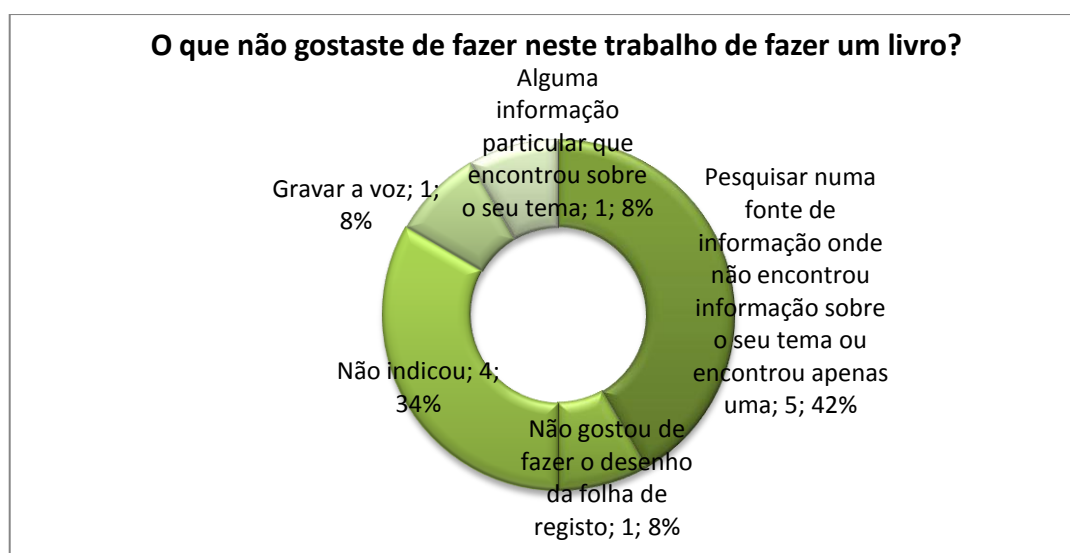 O que não gostaste de fazer neste trabalho de fazer um livro?
Alguma
informação
particular que
encontrou sobre
o seu tema; 1; 8%
Pesquisar numa
fonte de
informação onde
não encontrou
informação sobre
o seu tema ou
encontrou apenas
uma; 5; 42%
Não gostou de
fazer o desenho
da folha de
registo; 1; 8%
Não indicou; 4;
34%
Gravar a voz; 1;
8%